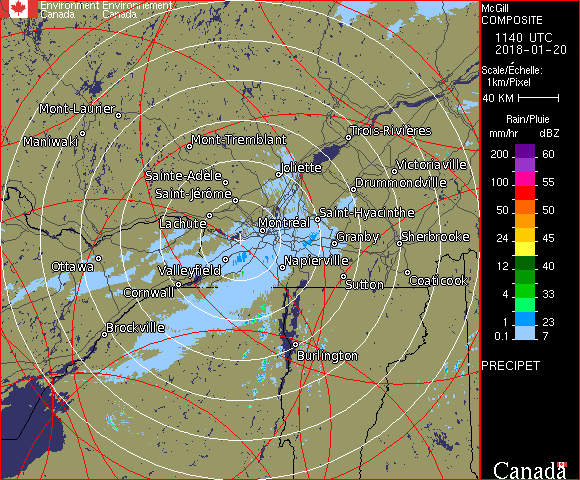 Environment Environnement
Canada Canada
McGill
COMPOSITE
1140 UTC
2018-01-20
Scale/Échelle:
1km/Pixel
40 KM
Rain/Pluie
mm/hr dBZ
200 60
100 55
50 50
24 45
12 40
4 33
1 23
0.1 7
PRECIPET
Mont-Laurier
Maniwaki
Mont-Tremblant
Trois-Rivières
Joliette
Victoriaville
Sainte-Adèle
Drummondville
Saint-Jérôme
Lachute
Montréal
Saint-Hyacinthe
Granby
Sherbrooke
Ottawa
Valleyfield
Napierville
Cornwall
Sutton
Coaticook
Brockville
Burlington
Canada